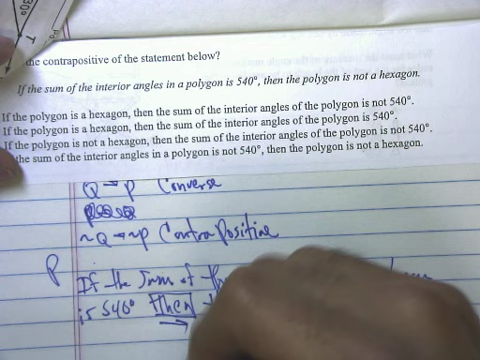 30°
T
the contrapositive of the statement below?
If the sum of the interior angles in a polygon is 540°, then the polygon is not a hexagon.
If the polygon is a hexagon, then the sum of the interior angles of the polygon is not 540°.
If the polygon is a hexagon, then the sum of the interior angles of the polygon is 540°.
If the polygon is not a hexagon, then the sum of the interior angles of the polygon is not 540°.
the sum of the interior angles in a polygon is not 540°, then the polygon is not a hexagon.
Q → P Converse
~Q → ~P ContraPositive
P If the Sum of
is 540° then